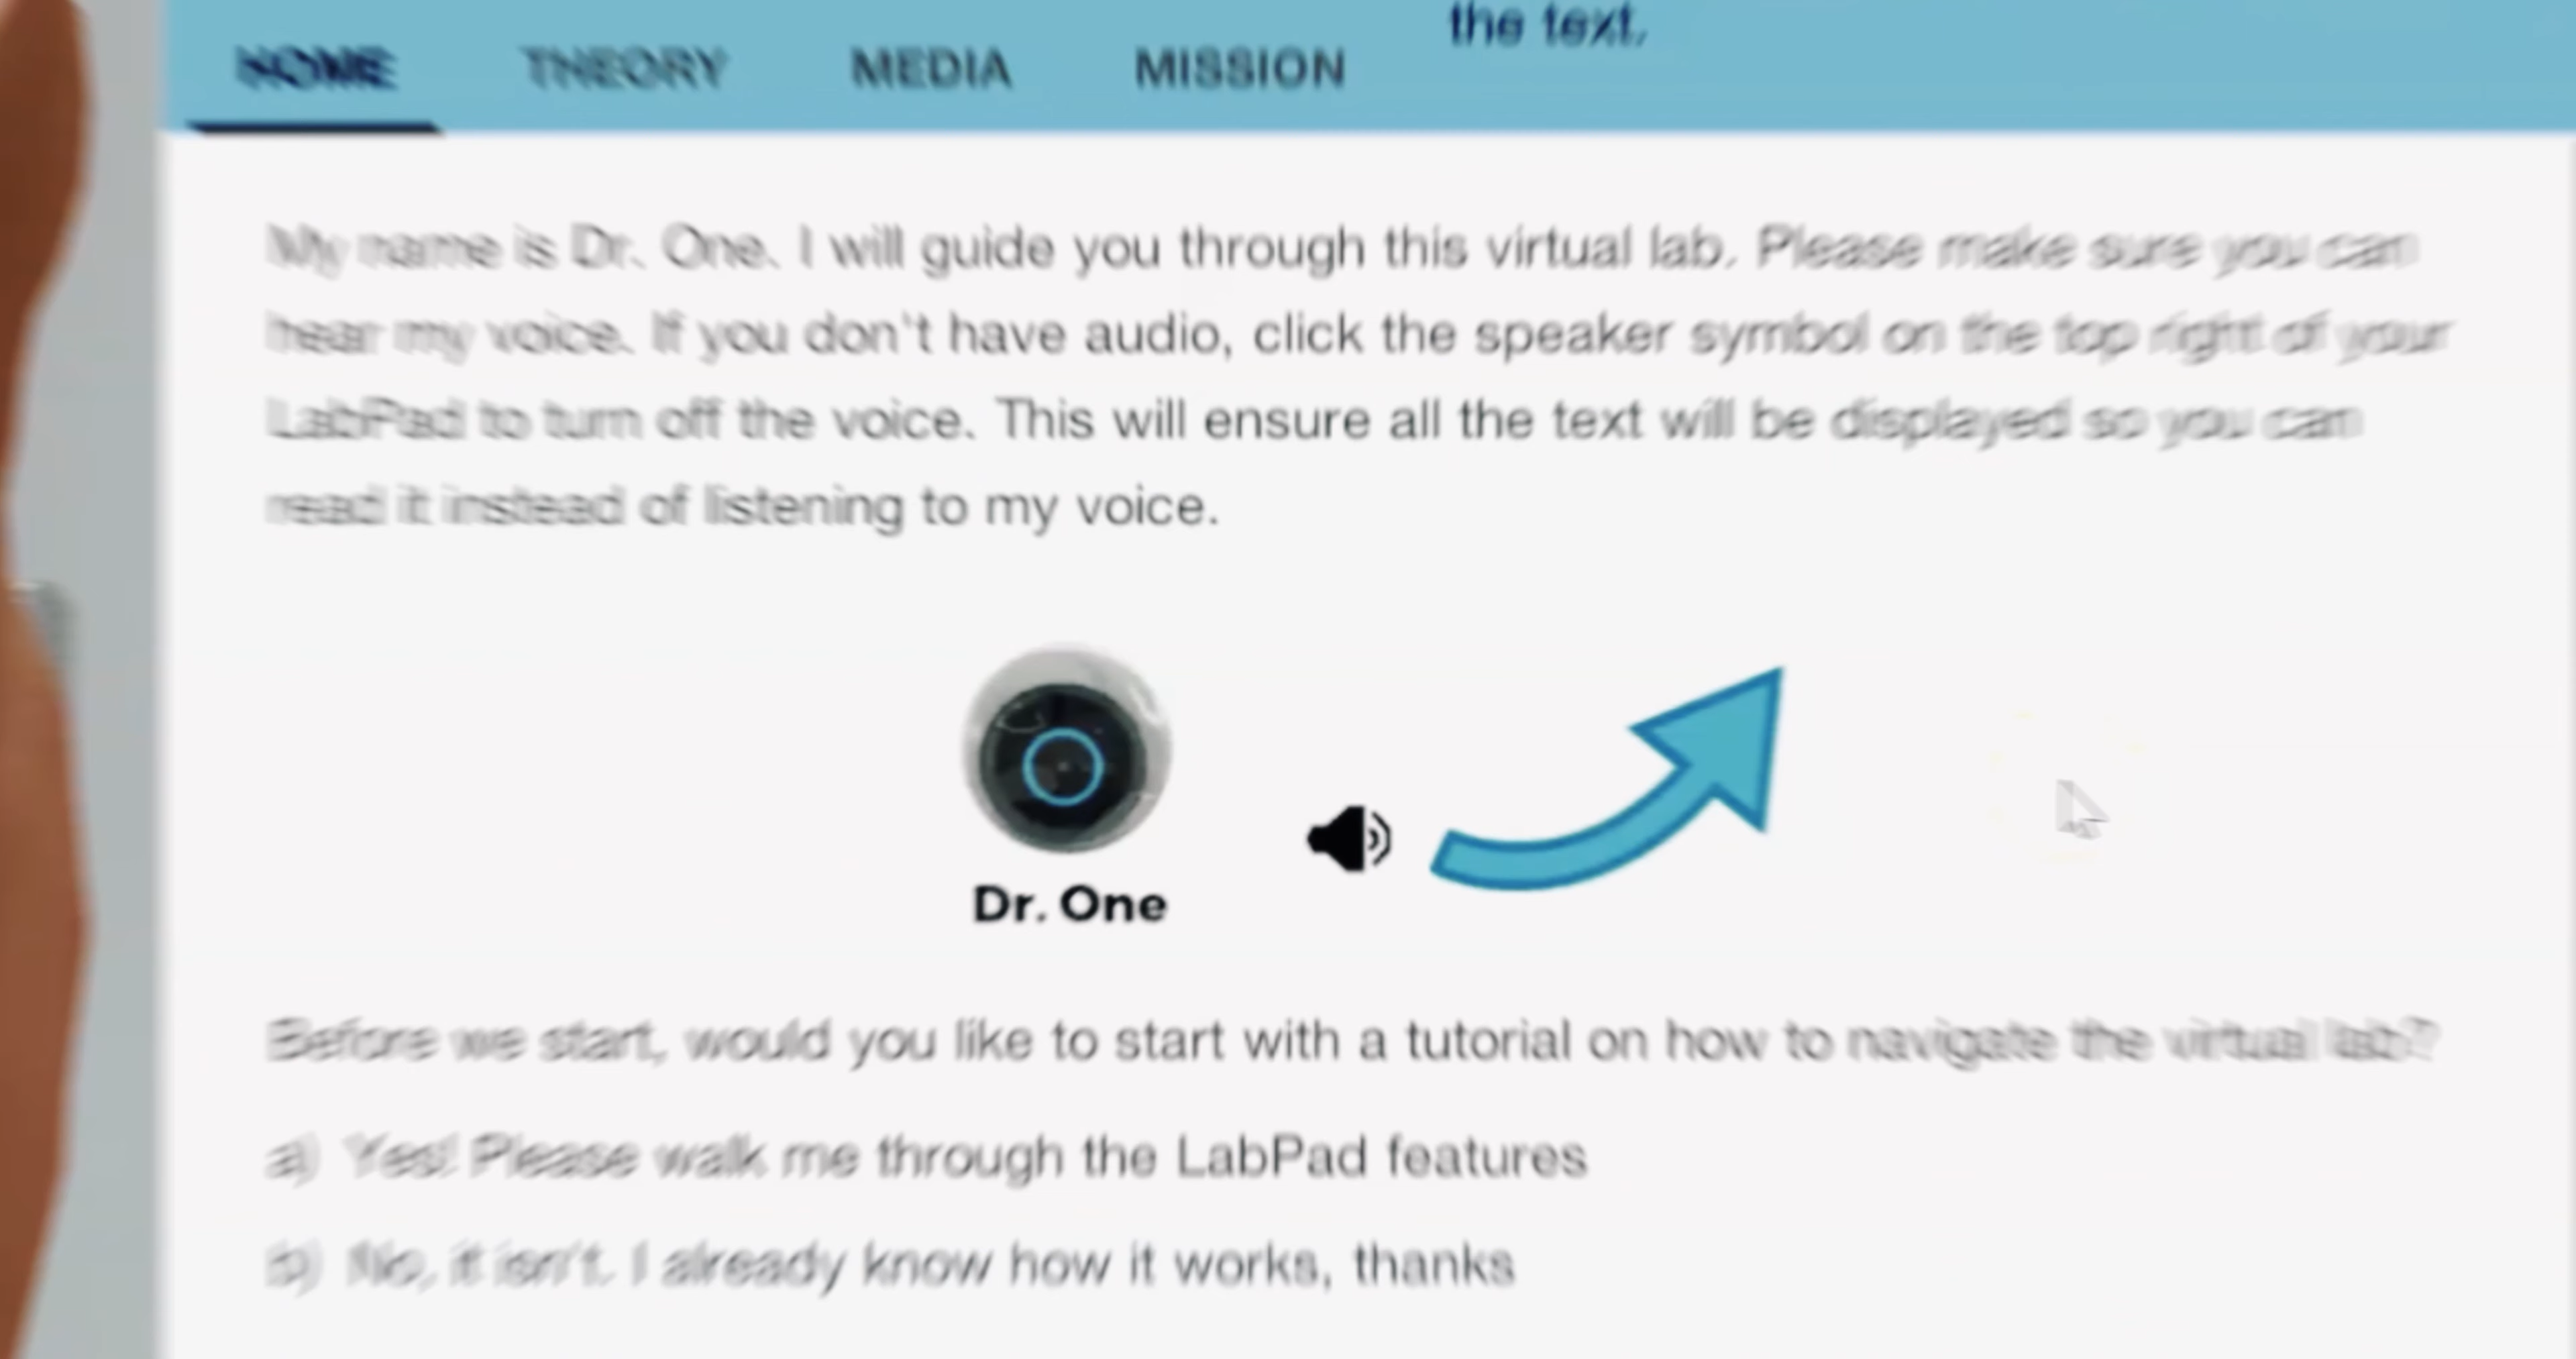 the text.
HOME THEORY MEDIA MISSION
My name is Dr. One. I will guide you through this virtual lab. Please make sure you can
hear my voice. If you don't have audio, click the speaker symbol on the top right of your
LabPad to turn off the voice. This will ensure all the text will be displayed so you can
read it instead of listening to my voice.
Dr. One
Before we start, would you like to start with a tutorial on how to navigate the virtual lab?
a) Yes! Please walk me through the LabPad features
b) No, it isn't. I already know how it works, thanks